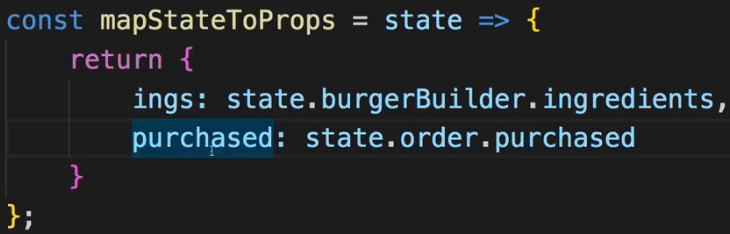 const mapStateToProps = state => {
return {
ings: state.burgerBuilder.ingredients,
purchased: state.order.purchased
}
};